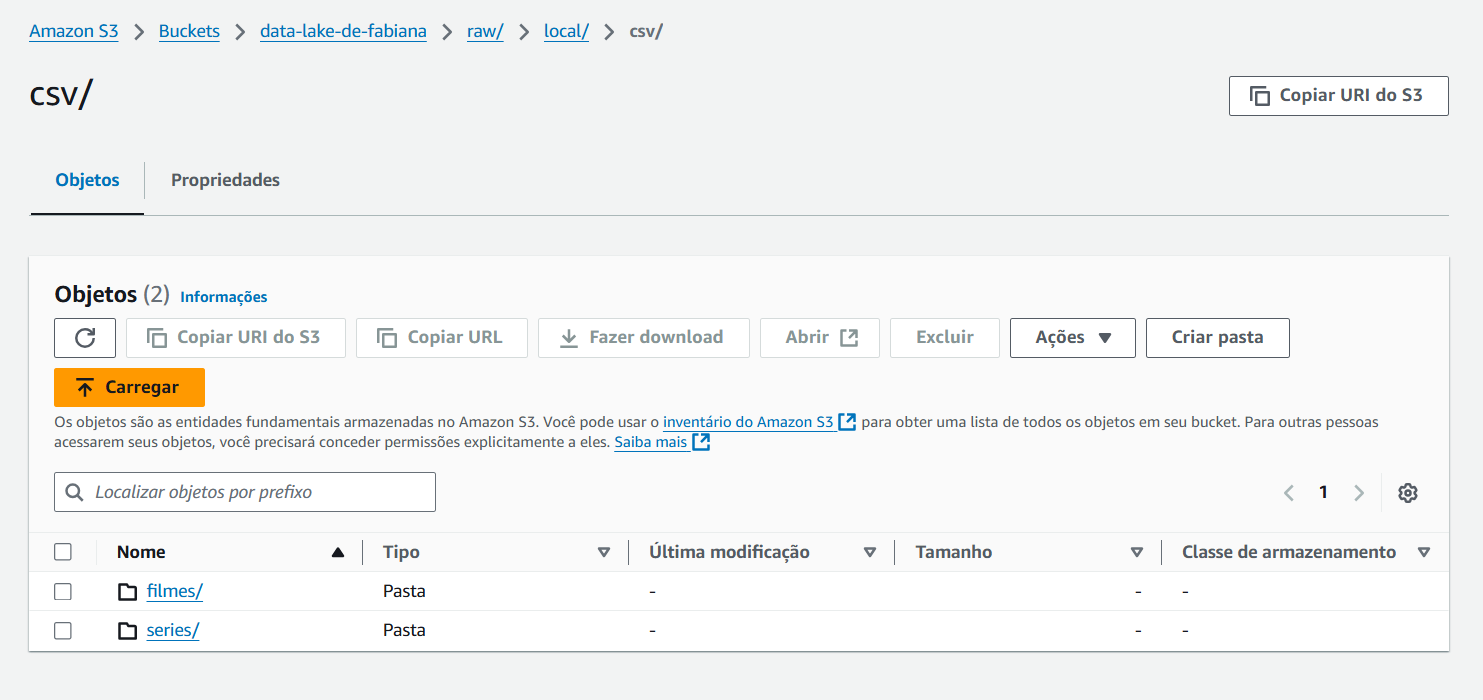 Amazon S3 > Buckets > data-lake-de-fabiana > raw/ > local/ > csv/
csv/
Copiar URI do S3
Objetos Propriedades
Objetos (2) Informações
Copiar URI do S3 Copiar URL Fazer download Abrir Excluir Ações Criar pasta
Carregar
Os objetos são as entidades fundamentais armazenadas no Amazon S3. Você pode usar o inventário do Amazon S3 para obter uma lista de todos os objetos em seu bucket. Para outras pessoas
acessarem seus objetos, você precisará conceder permissões explicitamente a eles. Saiba mais
Localizar objetos por prefixo
1
Nome Tipo Última modificação Tamanho Classe de armazenamento
filmes/ Pasta - - -
series/ Pasta - - -